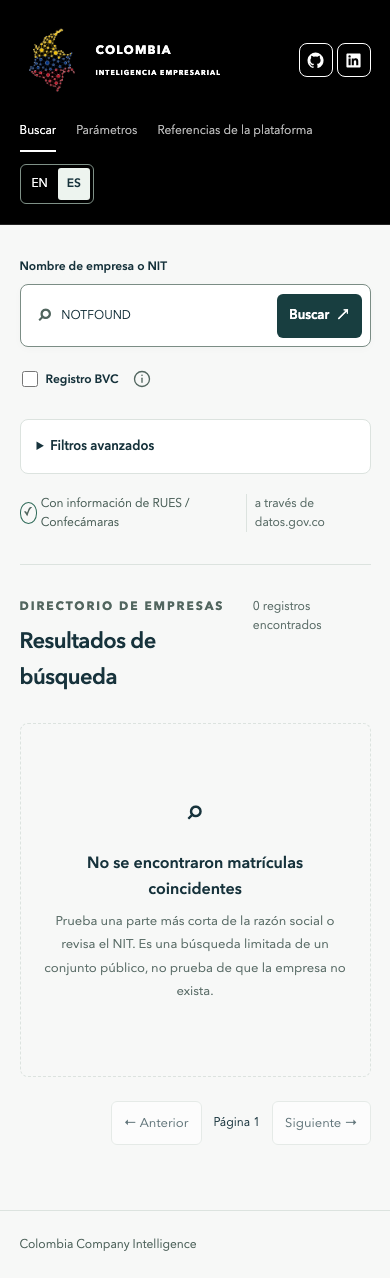 COLOMBIA
INTELIGENCIA EMPRESARIAL
Buscar
Parámetros
Referencias de la plataforma
EN
ES
Nombre de empresa o NIT
NOTFOUND
Buscar ↗
Registro BVC
▶ Filtros avanzados
✓ Con información de RUES /
Confecámaras
a través de
datos.gov.co
DIRECTORIO DE EMPRESAS
Resultados de
búsqueda
0 registros
encontrados
No se encontraron matrículas
coincidentes
Prueba una parte más corta de la razón social o
revisa el NIT. Es una búsqueda limitada de un
conjunto público, no prueba de que la empresa no
exista.
← Anterior
Página 1
Siguiente →
Colombia Company Intelligence